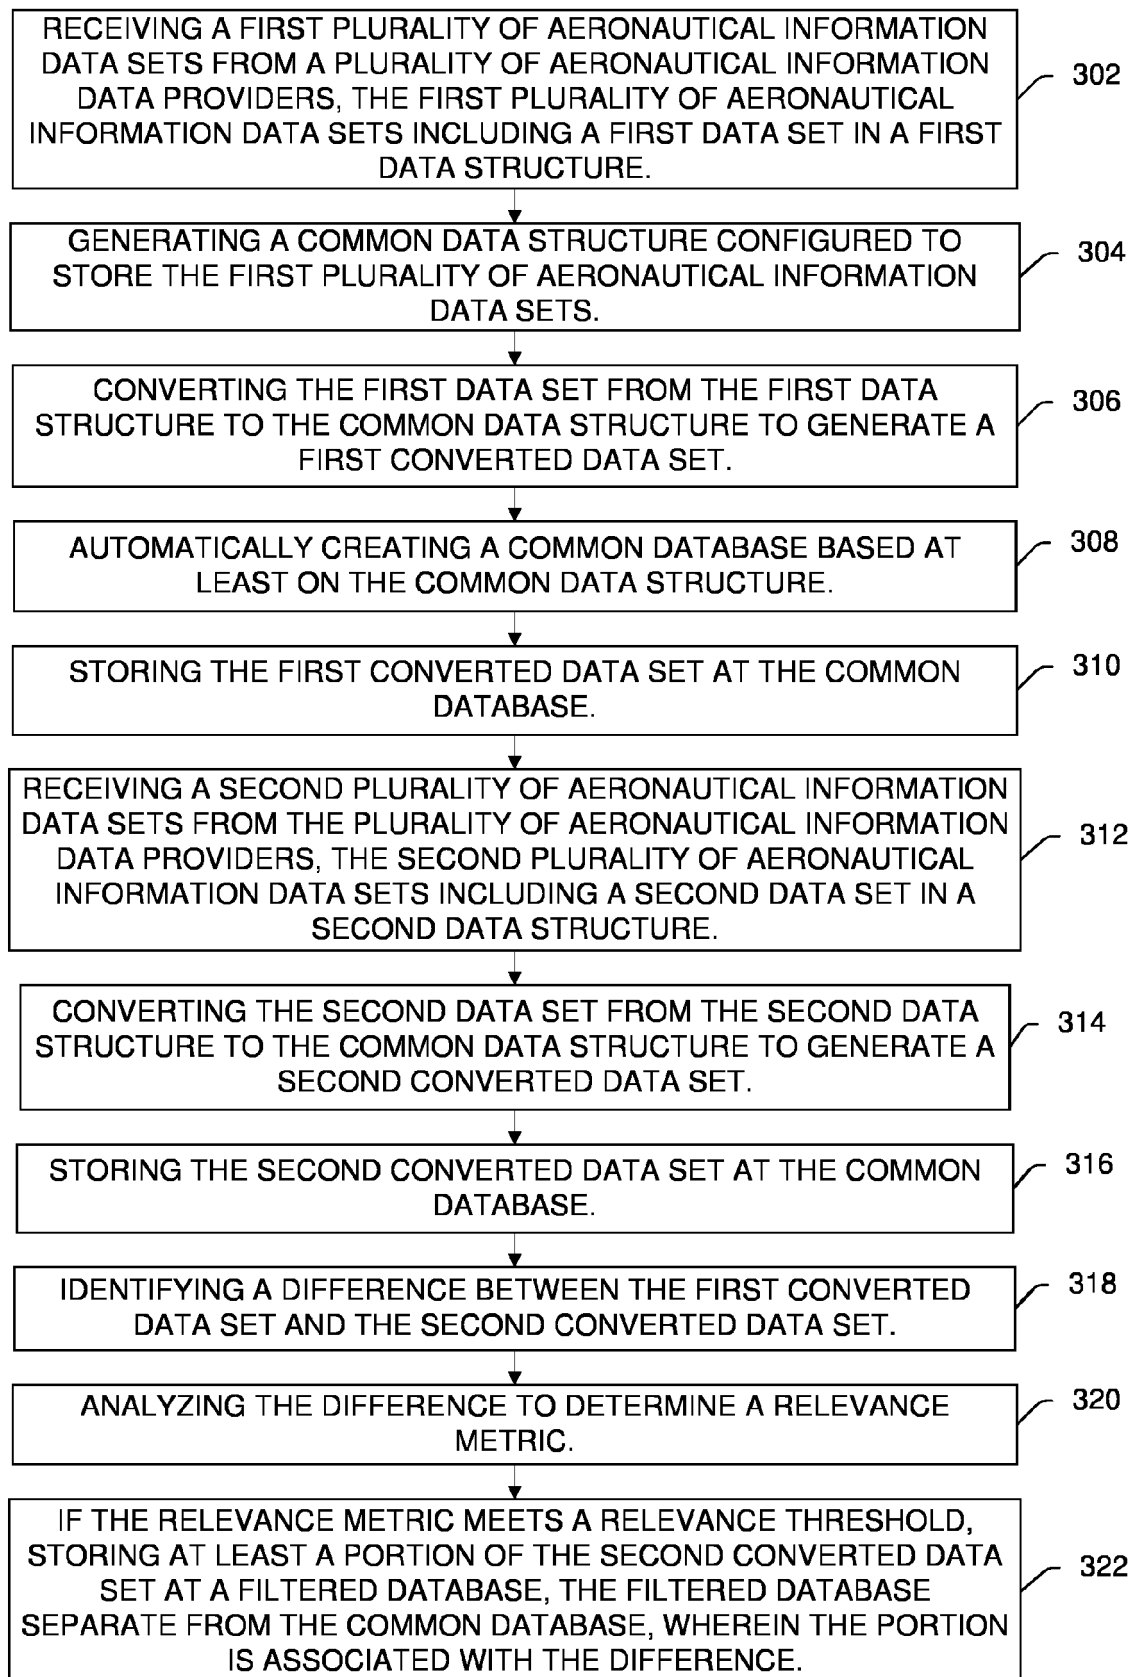 RECEIVING A FIRST PLURALITY OF AERONAUTICAL INFORMATION
DATA SETS FROM A PLURALITY OF AERONAUTICAL INFORMATION
DATA PROVIDERS, THE FIRST PLURALITY OF AERONAUTICAL
INFORMATION DATA SETS INCLUDING A FIRST DATA SET IN A FIRST
DATA STRUCTURE.
302
GENERATING A COMMON DATA STRUCTURE CONFIGURED TO
STORE THE FIRST PLURALITY OF AERONAUTICAL INFORMATION
DATA SETS.
304
CONVERTING THE FIRST DATA SET FROM THE FIRST DATA
STRUCTURE TO THE COMMON DATA STRUCTURE TO GENERATE A
FIRST CONVERTED DATA SET.
306
AUTOMATICALLY CREATING A COMMON DATABASE BASED AT
LEAST ON THE COMMON DATA STRUCTURE.
308
STORING THE FIRST CONVERTED DATA SET AT THE COMMON
DATABASE.
310
RECEIVING A SECOND PLURALITY OF AERONAUTICAL INFORMATION
DATA SETS FROM THE PLURALITY OF AERONAUTICAL INFORMATION
DATA PROVIDERS, THE SECOND PLURALITY OF AERONAUTICAL
INFORMATION DATA SETS INCLUDING A SECOND DATA SET IN A
SECOND DATA STRUCTURE.
312
CONVERTING THE SECOND DATA SET FROM THE SECOND DATA
STRUCTURE TO THE COMMON DATA STRUCTURE TO GENERATE A
SECOND CONVERTED DATA SET.
314
STORING THE SECOND CONVERTED DATA SET AT THE COMMON
DATABASE.
316
IDENTIFYING A DIFFERENCE BETWEEN THE FIRST CONVERTED
DATA SET AND THE SECOND CONVERTED DATA SET.
318
ANALYZING THE DIFFERENCE TO DETERMINE A RELEVANCE
METRIC.
320
IF THE RELEVANCE METRIC MEETS A RELEVANCE THRESHOLD,
STORING AT LEAST A PORTION OF THE SECOND CONVERTED DATA
SET AT A FILTERED DATABASE, THE FILTERED DATABASE
SEPARATE FROM THE COMMON DATABASE, WHEREIN THE PORTION
IS ASSOCIATED WITH THE DIFFERENCE.
322